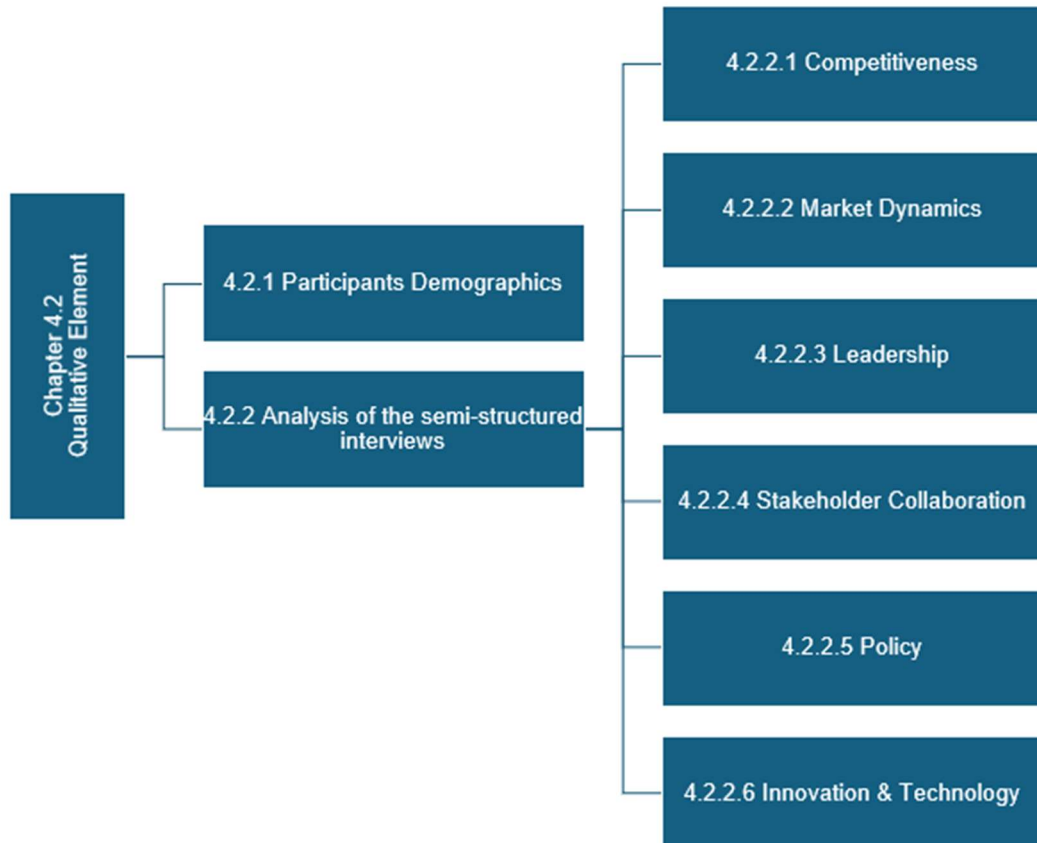 Chapter 4.2
Qualitative Element
4.2.1 Participants Demographics
4.2.2 Analysis of the semi-structured
interviews
4.2.2.1 Competitiveness
4.2.2.2 Market Dynamics
4.2.2.3 Leadership
4.2.2.4 Stakeholder Collaboration
4.2.2.5 Policy
4.2.2.6 Innovation & Technology